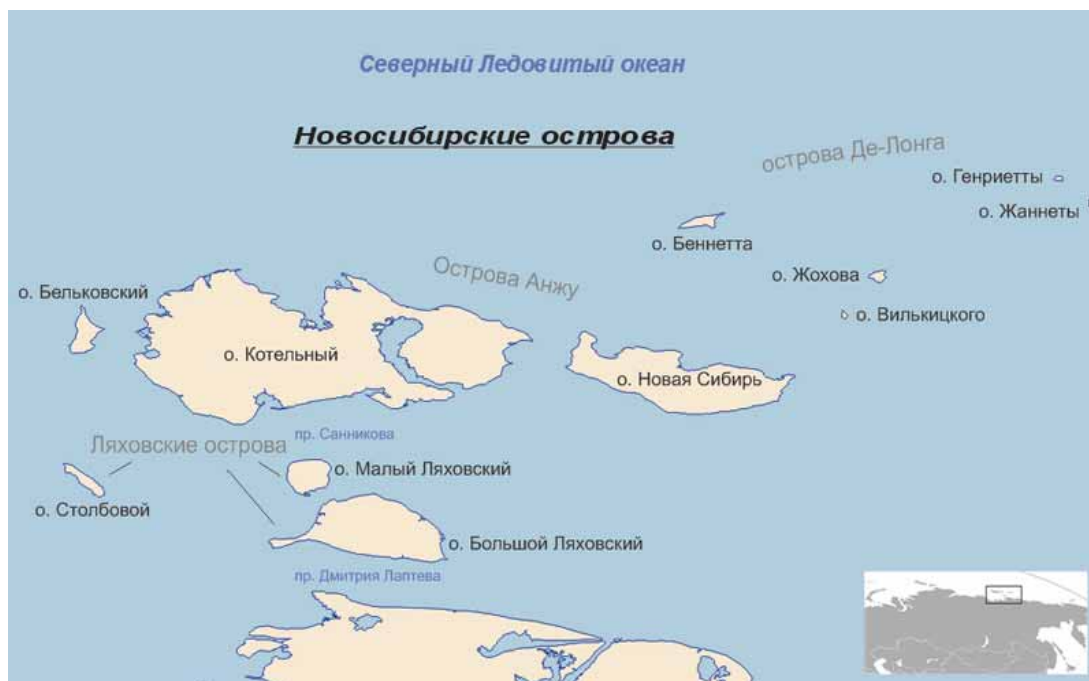 Северный Ледовитый океан
Новосибирские острова
острова Де-Лонга
о. Генриетты
о. Жаннеты
о. Беннетта
Острова Анжу
о. Жохова
о. Бельковский
о. Вилькицкого
о. Котельный
о. Новая Сибирь
пр. Санникова
Ляховские острова
о. Малый Ляховский
о. Столбовой
о. Большой Ляховский
пр. Дмитрия Лаптева